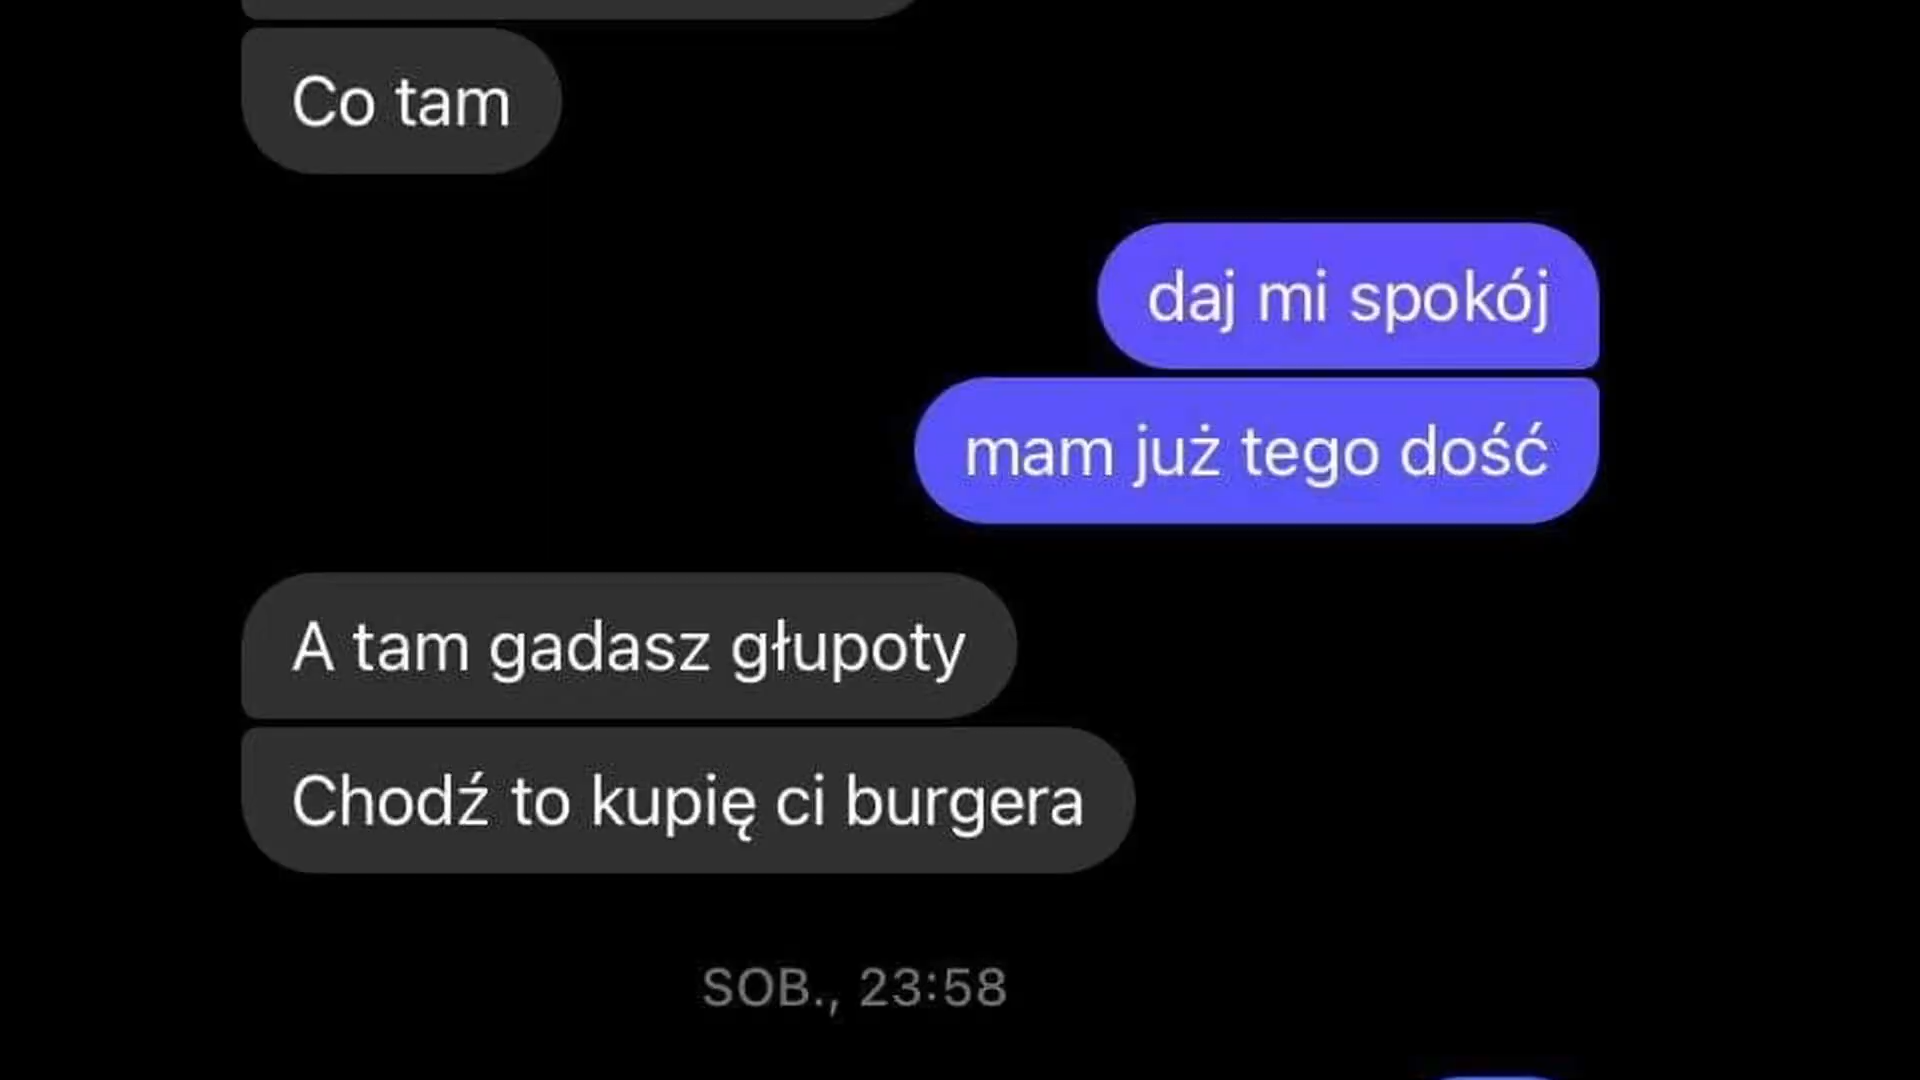 Co tam
daj mi spokój
mam już tego dość
A tam gadasz głupoty
Chodź to kupię ci burgera
SOB., 23:58